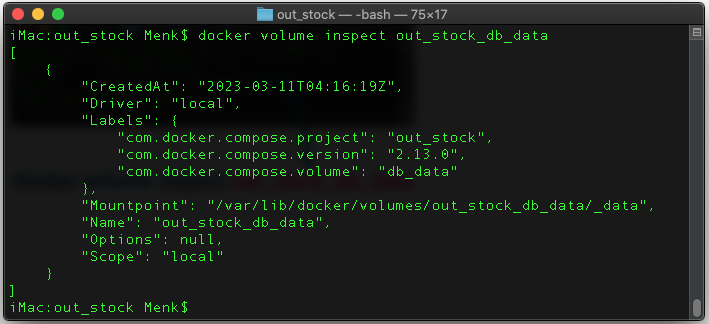 out_stock — -bash — 75×17
iMac:out_stock Menk$ docker volume inspect out_stock_db_data
[
    {
        "CreatedAt": "2023-03-11T04:16:19Z",
        "Driver": "local",
        "Labels": {
            "com.docker.compose.project": "out_stock",
            "com.docker.compose.version": "2.13.0",
            "com.docker.compose.volume": "db_data"
        },
        "Mountpoint": "/var/lib/docker/volumes/out_stock_db_data/_data",
        "Name": "out_stock_db_data",
        "Options": null,
        "Scope": "local"
    }
]
iMac:out_stock Menk$